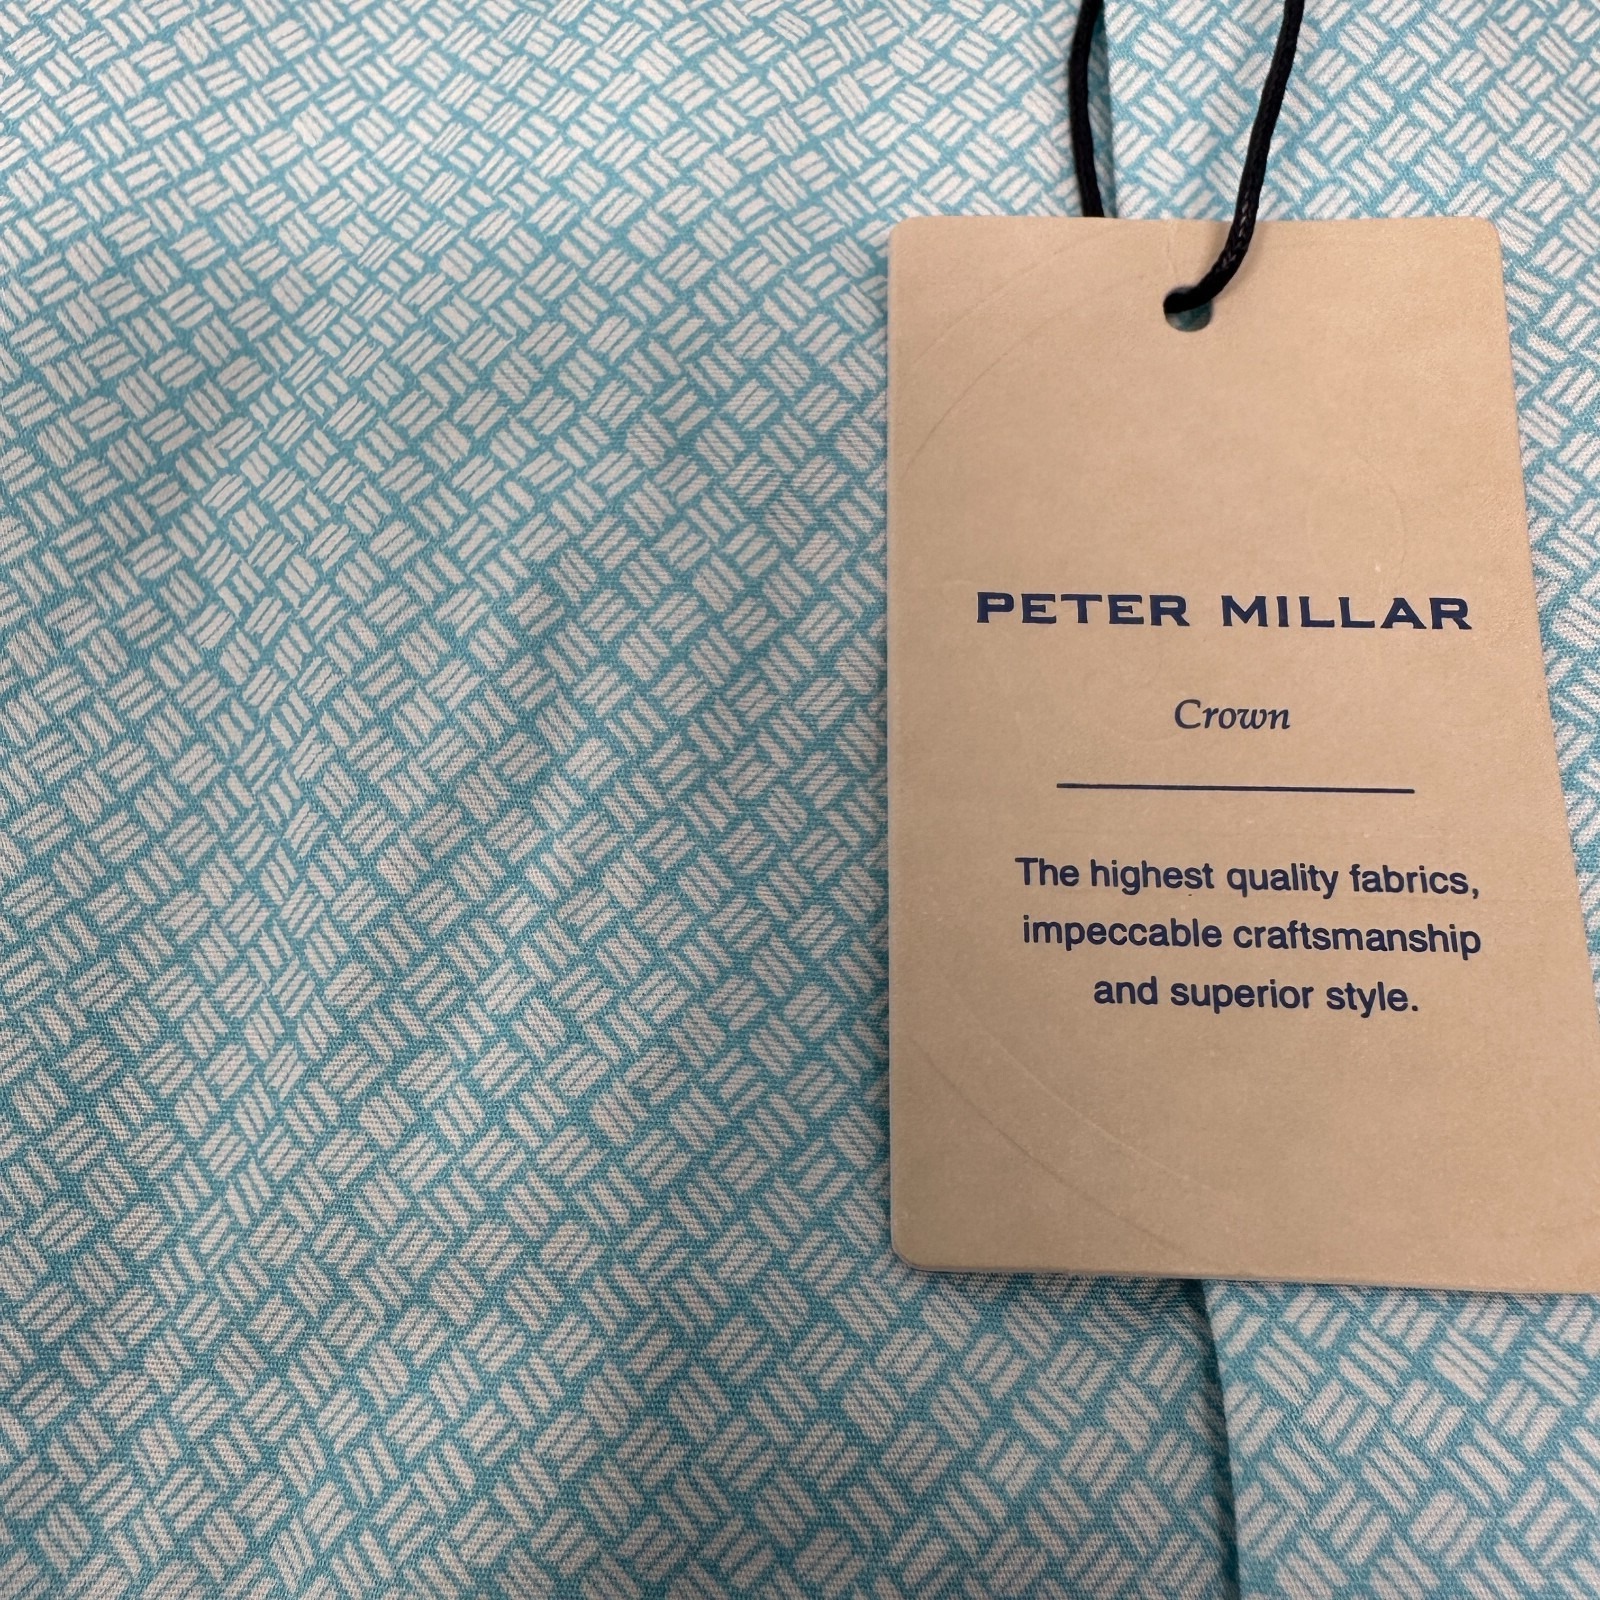 PETER MILLAR
Crown
The highest quality fabrics,
impeccable craftsmanship
and superior style.